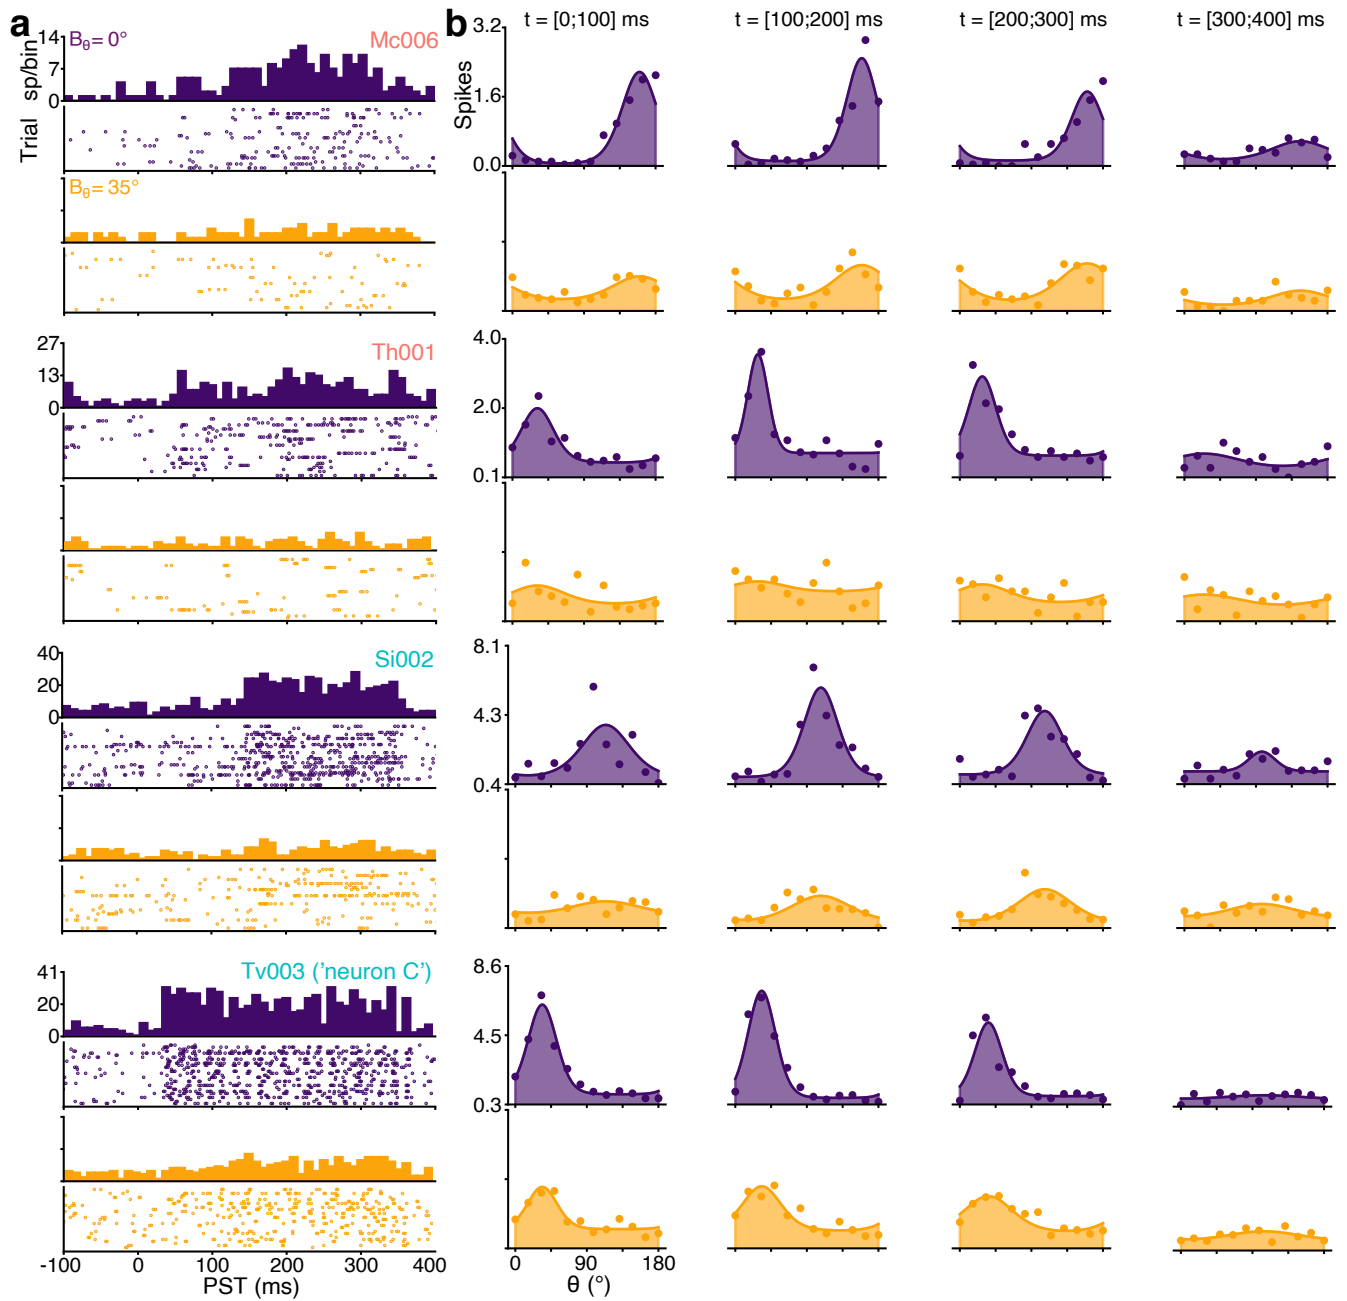 a
b
t = [0;100] ms
t = [100;200] ms
t = [200;300] ms
t = [300;400] ms
sp/bin
14
7
0
Bθ= 0°
Mc006
Trial
Spikes
3.2
1.6
0.0
Bθ= 35°
27
13
0
Th001
4.0
2.0
0.1
40
20
0
Si002
8.1
4.3
0.4
41
20
0
Tv003 ('neuron C')
8.6
4.5
0.3
-100
0
100
200
300
400
PST (ms)
0
90
180
θ (°)